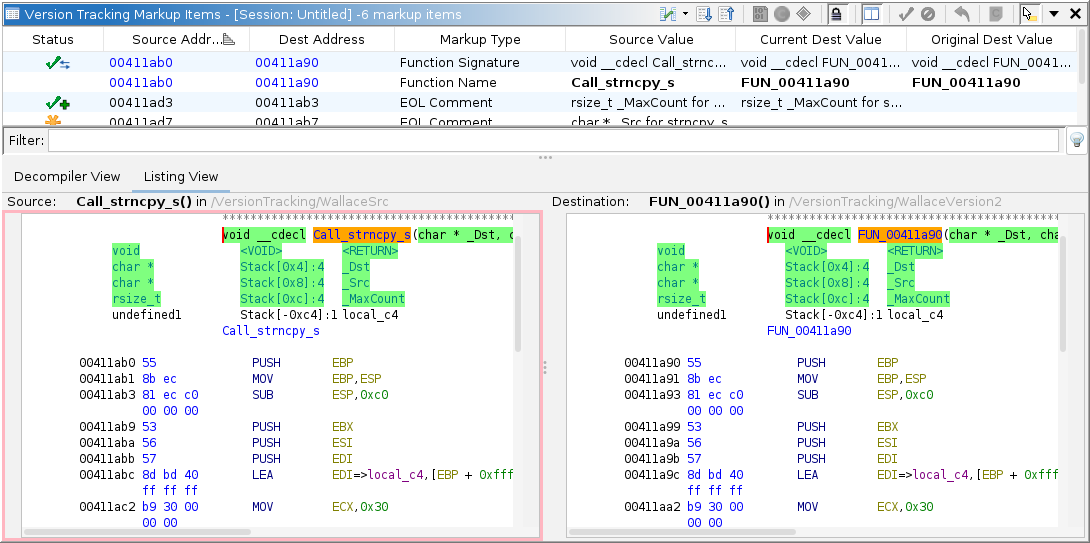 Version Tracking Markup Items - [Session: Untitled] -6 markup items
Status Source Addr... Dest Address Markup Type Source Value Current Dest Value Original Dest Value
00411ab0 00411a90 Function Signature void __cdecl Call_strnc... void __cdecl FUN_0041... void __cdecl FUN_0041...
00411ab0 00411a90 Function Name Call_strncpy_s FUN_00411a90 FUN_00411a90
00411ad3 00411ab3 EOL Comment rsize_t _MaxCount for ... rsize_t _MaxCount for s...
00411ad7 00411ab7 EOL Comment char * _Src for strncpy_s
Filter:
Decompiler View Listing View
Source: Call_strncpy_s() in /VersionTracking/WallaceSrc
************************************
void __cdecl Call_strncpy_s(char * _Dst, c
void <VOID> <RETURN>
char * Stack[0x4]:4 _Dst
char * Stack[0x8]:4 _Src
rsize_t Stack[0xc]:4 _MaxCount
undefined1 Stack[-0xc4]:1 local_c4
Call_strncpy_s
00411ab0 55 PUSH EBP
00411ab1 8b ec MOV EBP,ESP
00411ab3 81 ec c0 SUB ESP,0xc0
00 00 00
00411ab9 53 PUSH EBX
00411aba 56 PUSH ESI
00411abb 57 PUSH EDI
00411abc 8d bd 40 LEA EDI=>local_c4,[EBP + 0xfff
ff ff ff
00411ac2 b9 30 00 MOV ECX,0x30
00 00
Destination: FUN_00411a90() in /VersionTracking/WallaceVersion2
************************************
void __cdecl FUN_00411a90(char * _Dst, cha
void <VOID> <RETURN>
char * Stack[0x4]:4 _Dst
char * Stack[0x8]:4 _Src
rsize_t Stack[0xc]:4 _MaxCount
undefined1 Stack[-0xc4]:1 local_c4
FUN_00411a90
00411a90 55 PUSH EBP
00411a91 8b ec MOV EBP,ESP
00411a93 81 ec c0 SUB ESP,0xc0
00 00 00
00411a99 53 PUSH EBX
00411a9a 56 PUSH ESI
00411a9b 57 PUSH EDI
00411a9c 8d bd 40 LEA EDI=>local_c4,[EBP + 0xfff
ff ff ff
00411aa2 b9 30 00 MOV ECX,0x30
00 00